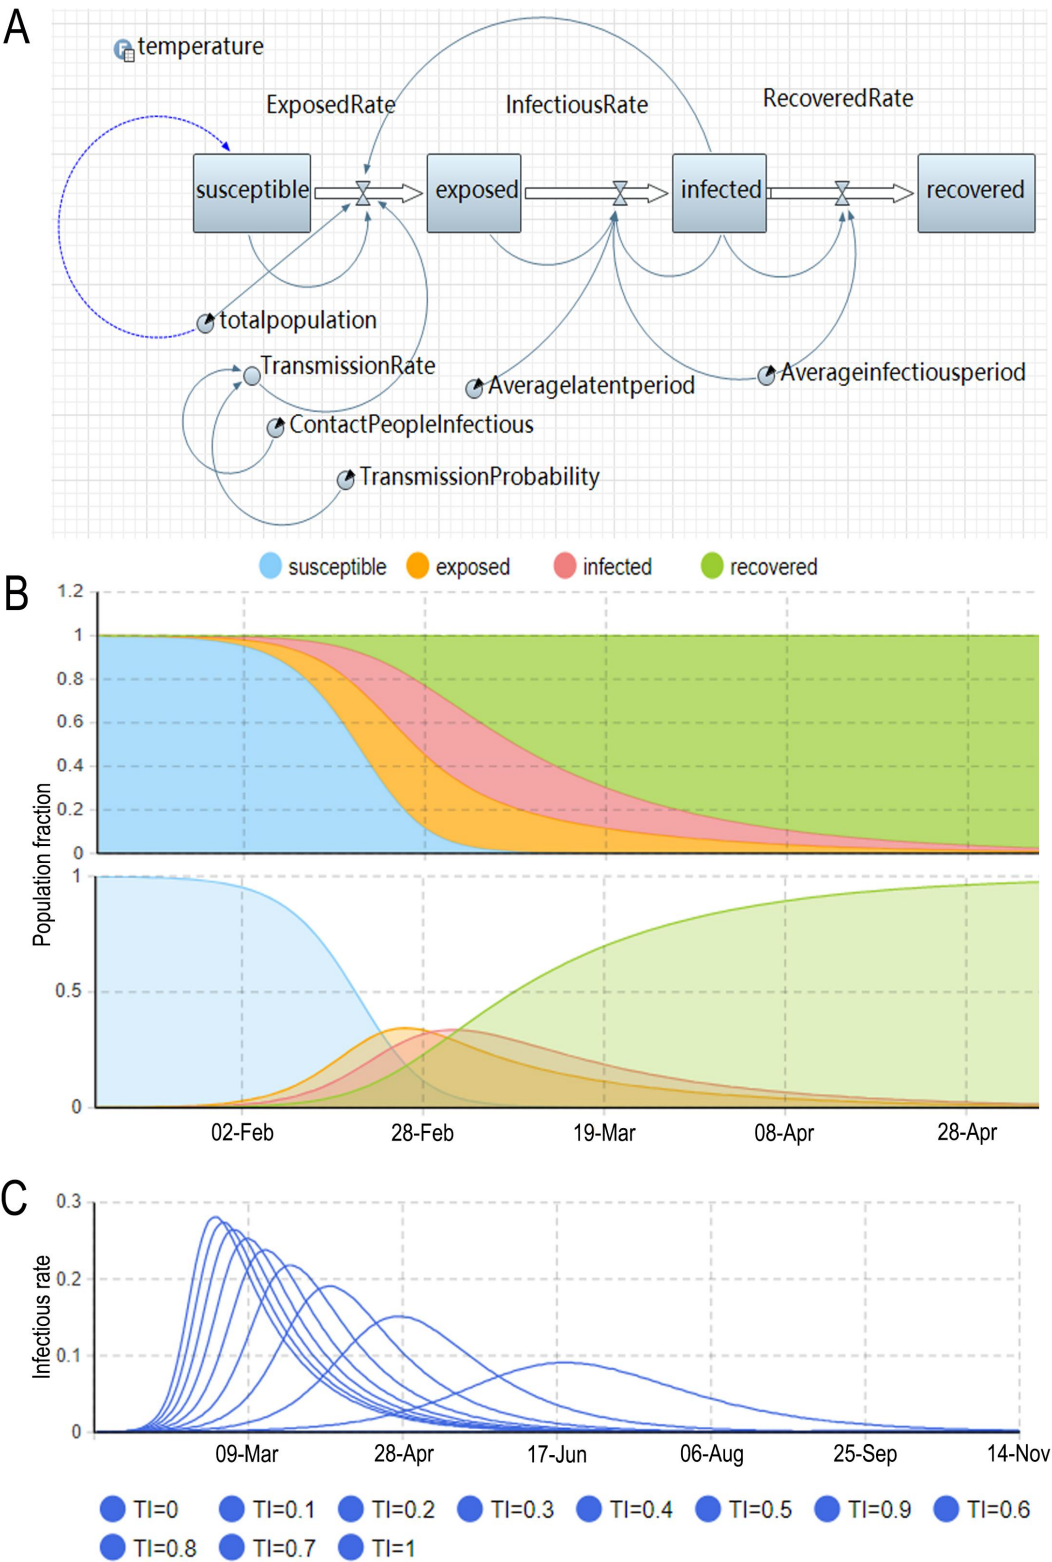 A
temperature
ExposedRate
InfectiousRate
RecoveredRate
susceptible
exposed
infected
recovered
totalpopulation
TransmissionRate
Averagelatentperiod
Averageinfectiousperiod
ContactPeopleInfectious
TransmissionProbability
susceptible exposed infected recovered
B
1.2
1
0.8
0.6
0.4
0.2
0
Population fraction
1
0.5
0
02-Feb 28-Feb 19-Mar 08-Apr 28-Apr
C
0.3
0.2
0.1
0
Infectious rate
09-Mar 28-Apr 17-Jun 06-Aug 25-Sep 14-Nov
TI=0 TI=0.1 TI=0.2 TI=0.3 TI=0.4 TI=0.5 TI=0.9 TI=0.6
TI=0.8 TI=0.7 TI=1